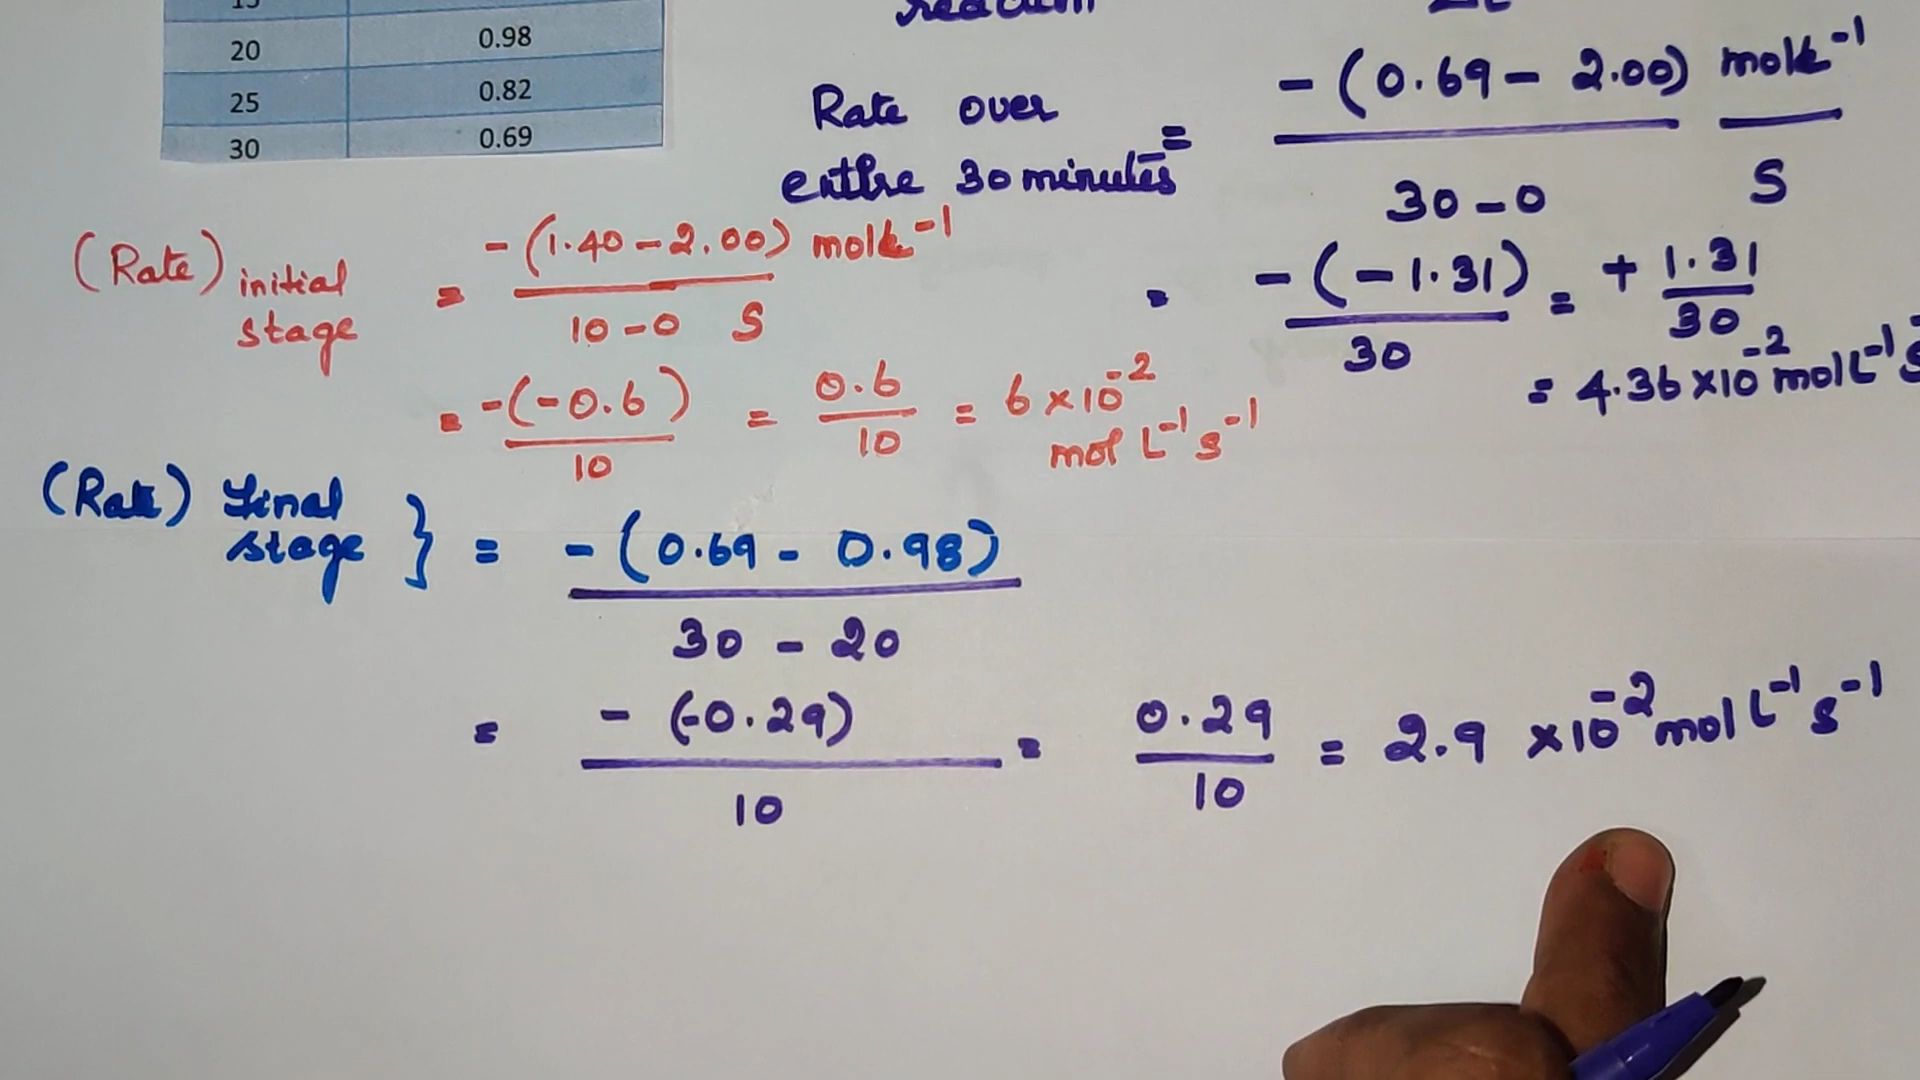 20 0.98
25 0.82
30 0.69
Rate over
entire 30 minutes = -(0.69 - 2.00) molL⁻¹
30 - 0 S
= -(-1.31) = + 1.31
30 30
= 4.36 ×10⁻² mol L⁻¹
(Rate) initial stage = -(1.40 - 2.00) molL⁻¹
10 - 0 S
= -(-0.6) = 0.6 = 6 ×10⁻²
10 10 mol L⁻¹ s⁻¹
(Rate) final stage } = -(0.69 - 0.98)
30 - 20
= -(-0.29) = 0.29 = 2.9 ×10⁻² mol L⁻¹ s⁻¹
10 10